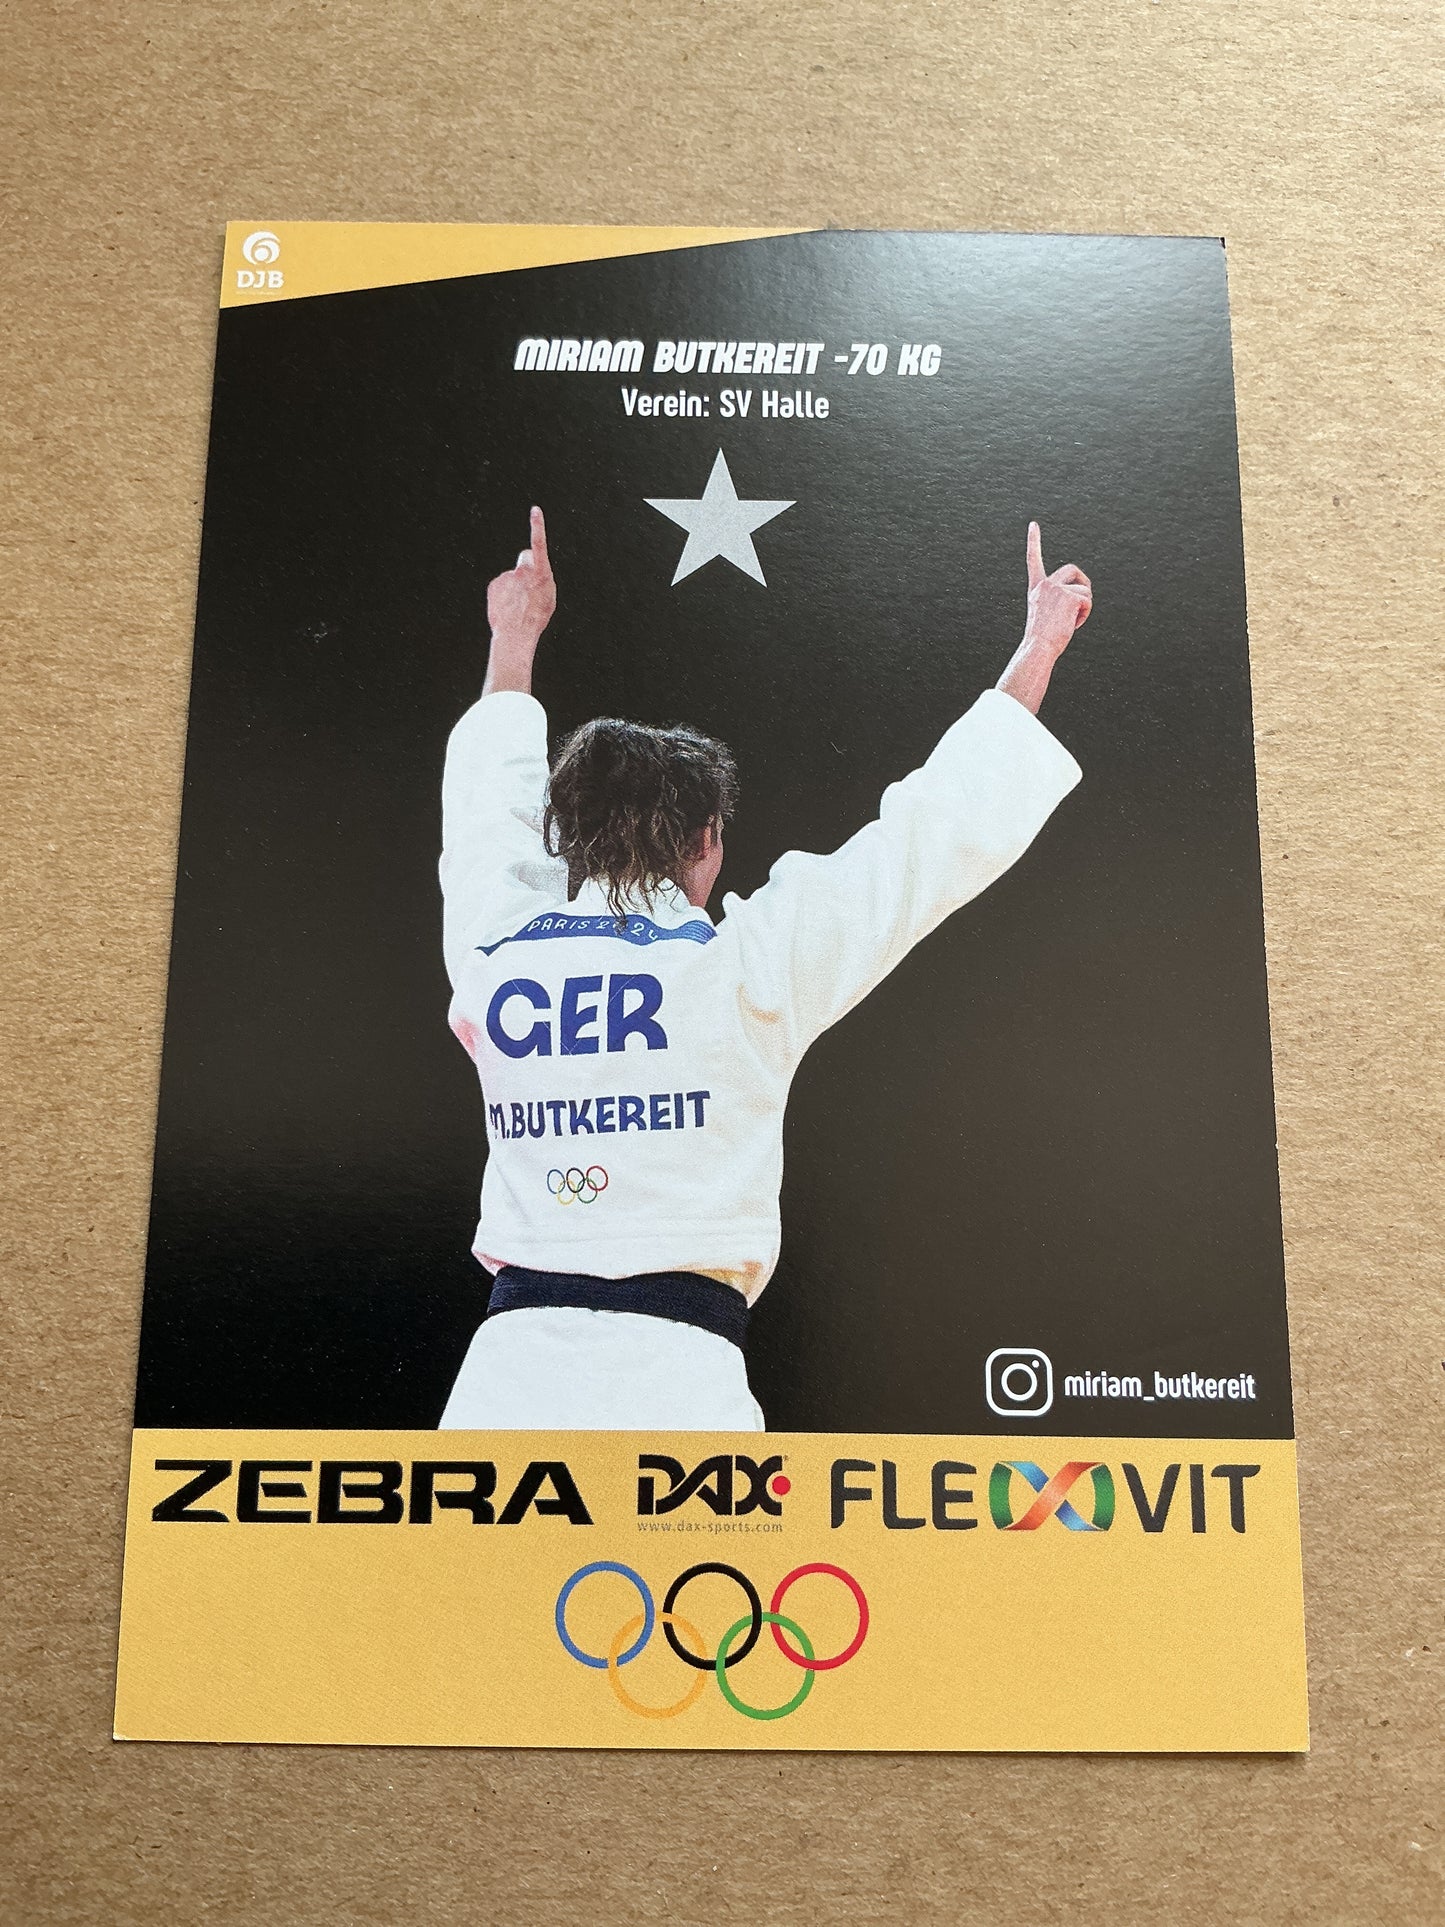 DJB
MIRIAM BUTKEREIT -70 KG
Verein: SV Halle
PARIS 2024
GER
M.BUTKEREIT
miriam_butkereit
ZEBRA
DAX
www.dax-sports.com
FLEXVIT